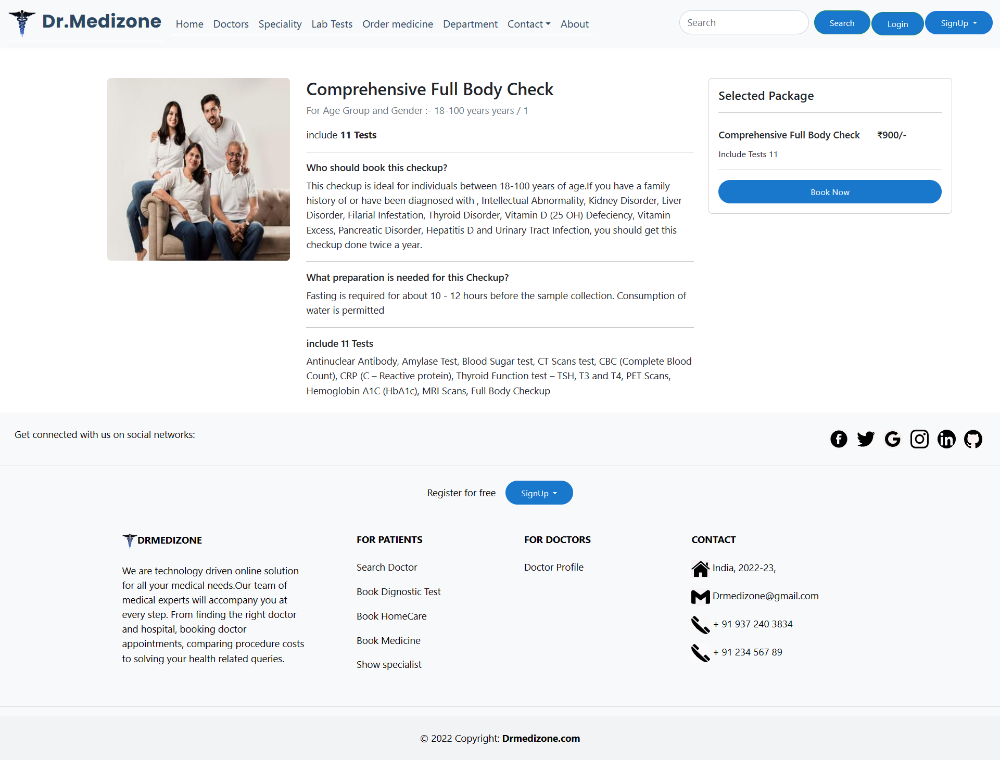 Dr.Medizone
Home Doctors Speciality Lab Tests Order medicine Department Contact About
Search
Search
Login
SignUp
Comprehensive Full Body Check
For Age Group and Gender :- 18-100 years years / 1
include 11 Tests
Who should book this checkup?
This checkup is ideal for individuals between 18-100 years of age.If you have a family
history of or have been diagnosed with , Intellectual Abnormality, Kidney Disorder, Liver
Disorder, Filarial Infestation, Thyroid Disorder, Vitamin D (25 OH) Defeciency, Vitamin
Excess, Pancreatic Disorder, Hepatitis D and Urinary Tract Infection, you should get this
checkup done twice a year.
What preparation is needed for this Checkup?
Fasting is required for about 10 - 12 hours before the sample collection. Consumption of
water is permitted
include 11 Tests
Antinuclear Antibody, Amylase Test, Blood Sugar test, CT Scans test, CBC (Complete Blood
Count), CRP (C – Reactive protein), Thyroid Function test – TSH, T3 and T4, PET Scans,
Hemoglobin A1C (HbA1c), MRI Scans, Full Body Checkup
Selected Package
Comprehensive Full Body Check ₹900/-
Include Tests 11
Book Now
Get connected with us on social networks:
Register for free
SignUp
DRMEDIZONE
We are technology driven online solution
for all your medical needs.Our team of
medical experts will accompany you at
every step. From finding the right doctor
and hospital, booking doctor
appointments, comparing procedure costs
to solving your health related queries.
FOR PATIENTS
Search Doctor
Book Dignostic Test
Book HomeCare
Book Medicine
Show specialist
FOR DOCTORS
Doctor Profile
CONTACT
India, 2022-23,
Drmedizone@gmail.com
+ 91 937 240 3834
+ 91 234 567 89
© 2022 Copyright: Drmedizone.com